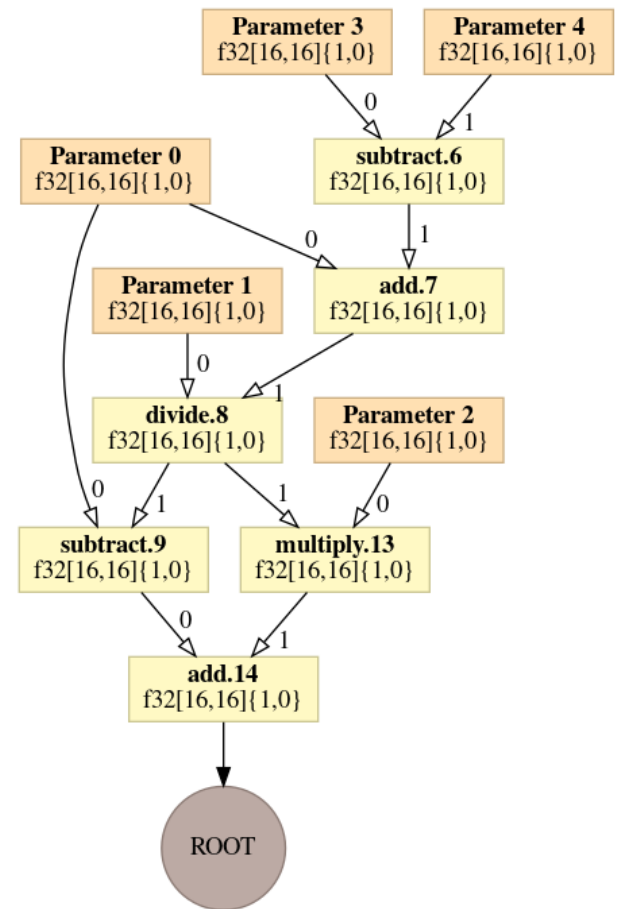 Parameter 3
f32[16,16]{1,0}
Parameter 4
f32[16,16]{1,0}
0
1
Parameter 0
f32[16,16]{1,0}
subtract.6
f32[16,16]{1,0}
0
1
Parameter 1
f32[16,16]{1,0}
add.7
f32[16,16]{1,0}
0
1
divide.8
f32[16,16]{1,0}
Parameter 2
f32[16,16]{1,0}
0
1
1
0
subtract.9
f32[16,16]{1,0}
multiply.13
f32[16,16]{1,0}
0
1
add.14
f32[16,16]{1,0}
ROOT